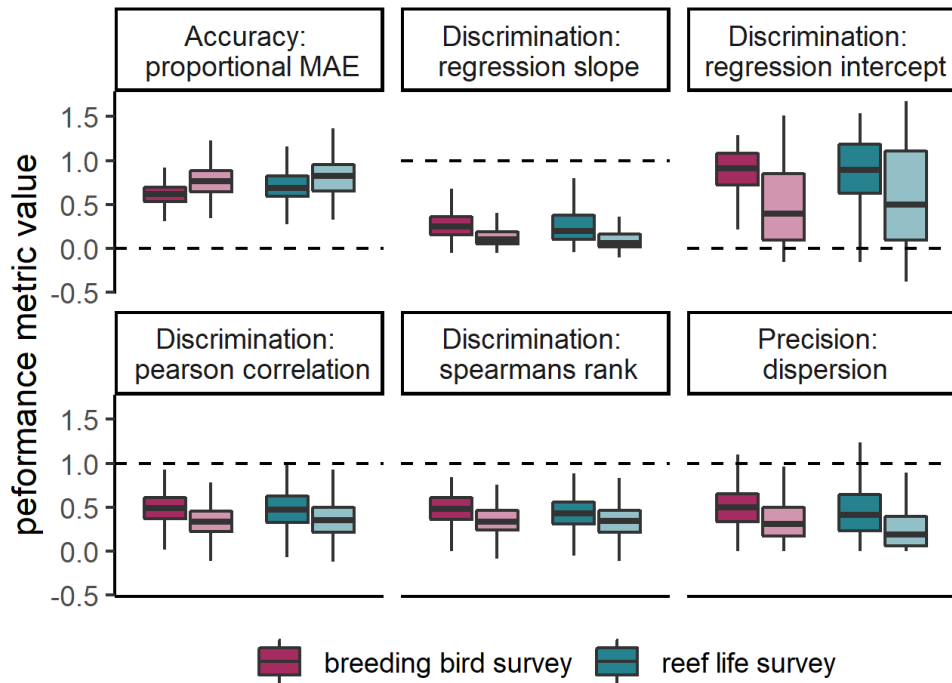 Accuracy:
proportional MAE
Discrimination:
regression slope
Discrimination:
regression intercept
1.5
1.0
0.5
0.0
-0.5
Discrimination:
pearson correlation
Discrimination:
spearmans rank
Precision:
dispersion
1.5
1.0
0.5
0.0
-0.5
peformance metric value
breeding bird survey
reef life survey